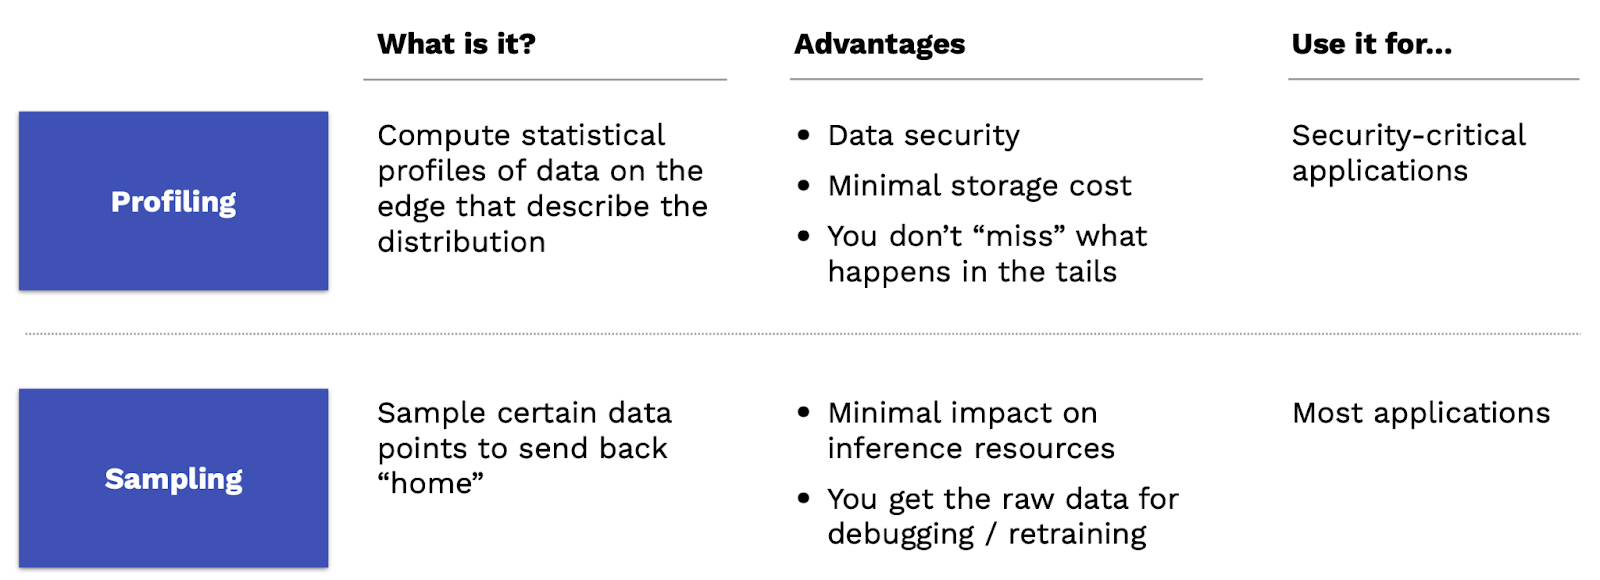 What is it?
Advantages
Use it for...
Profiling
Compute statistical
profiles of data on the
edge that describe the
distribution
• Data security
• Minimal storage cost
• You don’t “miss” what
happens in the tails
Security-critical
applications
Sampling
Sample certain data
points to send back
“home”
• Minimal impact on
inference resources
• You get the raw data for
debugging / retraining
Most applications